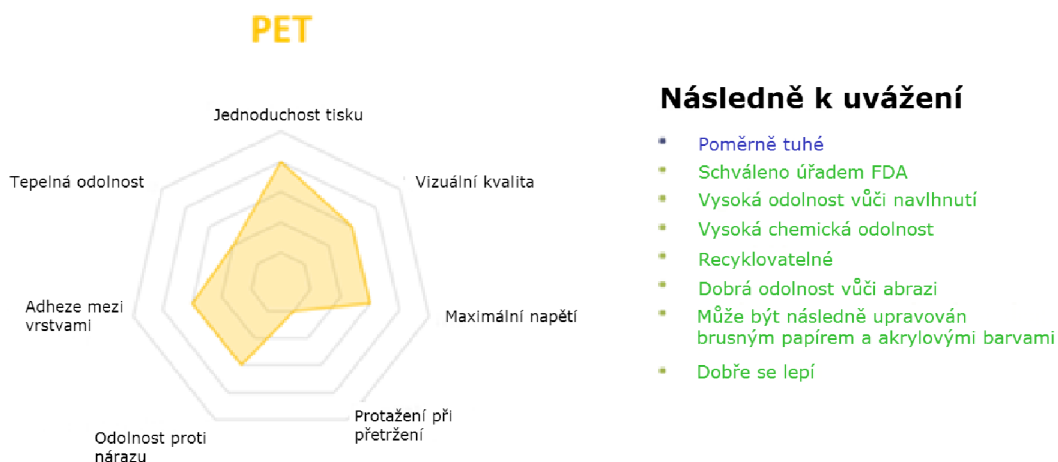 PET
Jednoduchost tisku
Tepelná odolnost
Vizuální kvalita
Adheze mezi
vrstvami
Maximální napětí
Odolnost proti
nárazu
Protažení při
přetržení
Následně k uvážení
Poměrně tuhé
Schváleno úřadem FDA
Vysoká odolnost vůči navlhnutí
Vysoká chemická odolnost
Recyklovatelné
Dobrá odolnost vůči abrazi
Může být následně upravován
brusným papírem a akrylovými barvami
Dobře se lepí